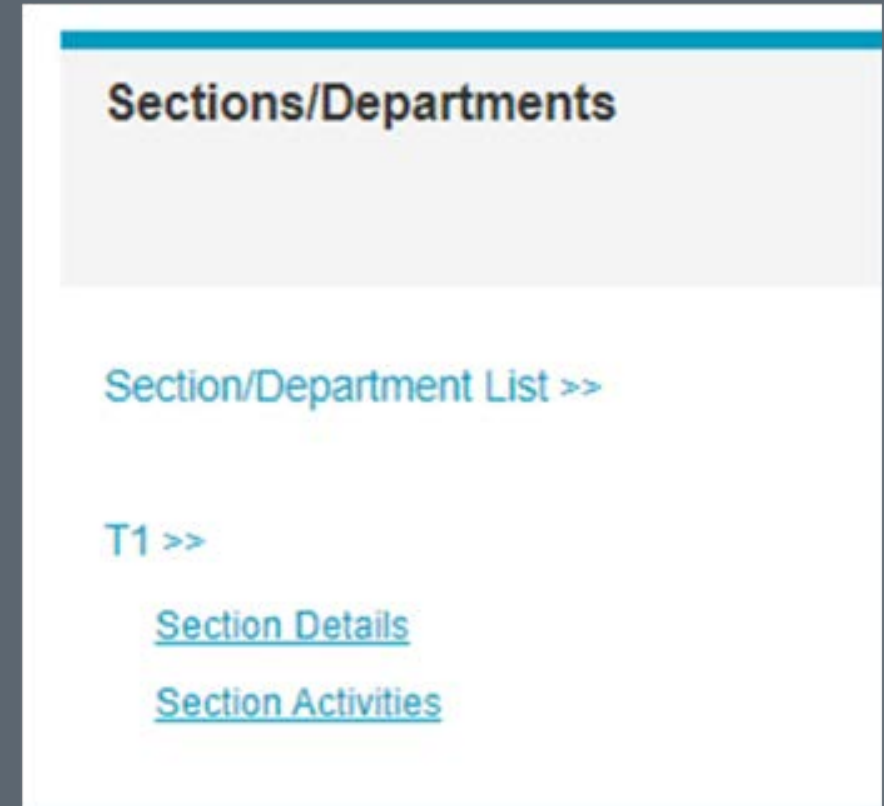 Sections/Departments
Section/Department List >>
T1 >>
Section Details
Section Activities